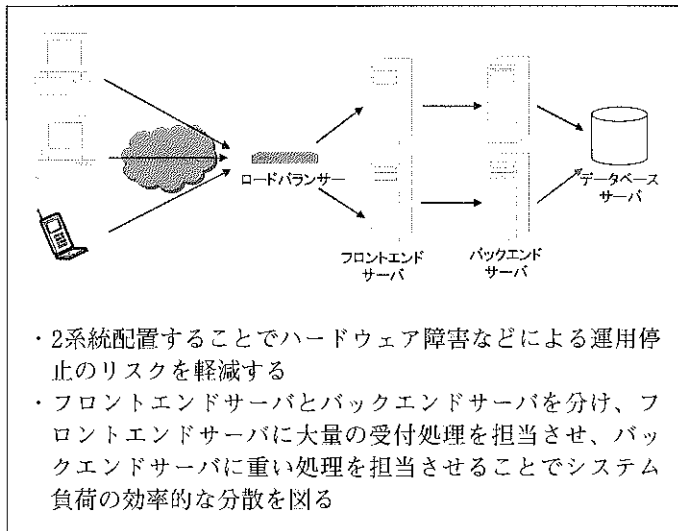 ロードバランサー
データベース
サーバ
フロントエンド
サーバ
バックエンド
サーバ
・2系統配置することでハードウェア障害などによる運用停
止のリスクを軽減する
・フロントエンドサーバとバックエンドサーバを分け、フ
ロントエンドサーバに大量の受付処理を担当させ、バッ
クエンドサーバに重い処理を担当させることでシステム
負荷の効率的な分散を図る